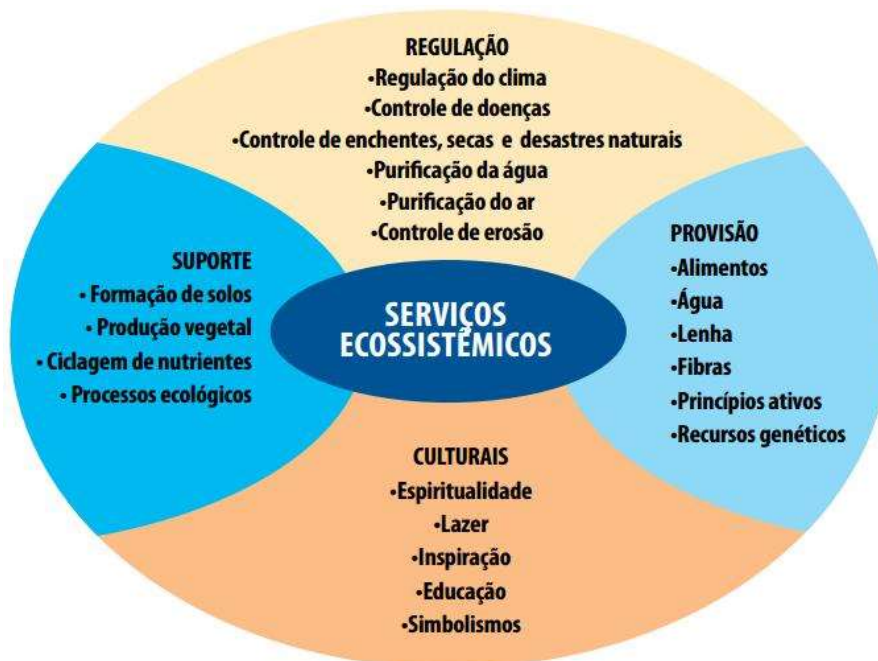 REGULAÇÃO
•Regulação do clima
•Controle de doenças
•Controle de enchentes, secas e desastres naturais
•Purificação da água
•Purificação do ar
•Controle de erosão
SUPORTE
• Formação de solos
• Produção vegetal
• Ciclagem de nutrientes
• Processos ecológicos
SERVIÇOS
ECOSSISTÊMICOS
PROVISÃO
•Alimentos
•Água
•Lenha
•Fibras
•Princípios ativos
•Recursos genéticos
CULTURAIS
•Espiritualidade
•Lazer
•Inspiração
•Educação
•Simbolismos